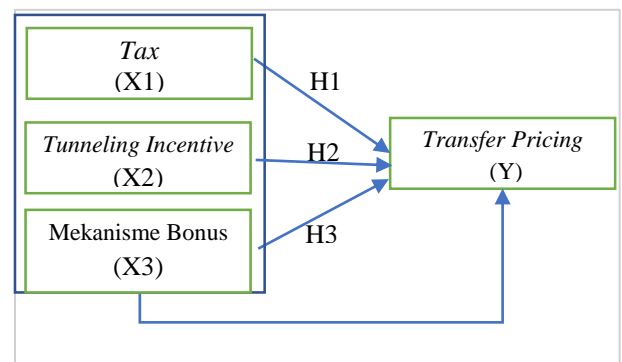 Tax
(X1)
H1
Tunneling Incentive
(X2)
H2
Mekanisme Bonus
(X3)
H3
Transfer Pricing
(Y)